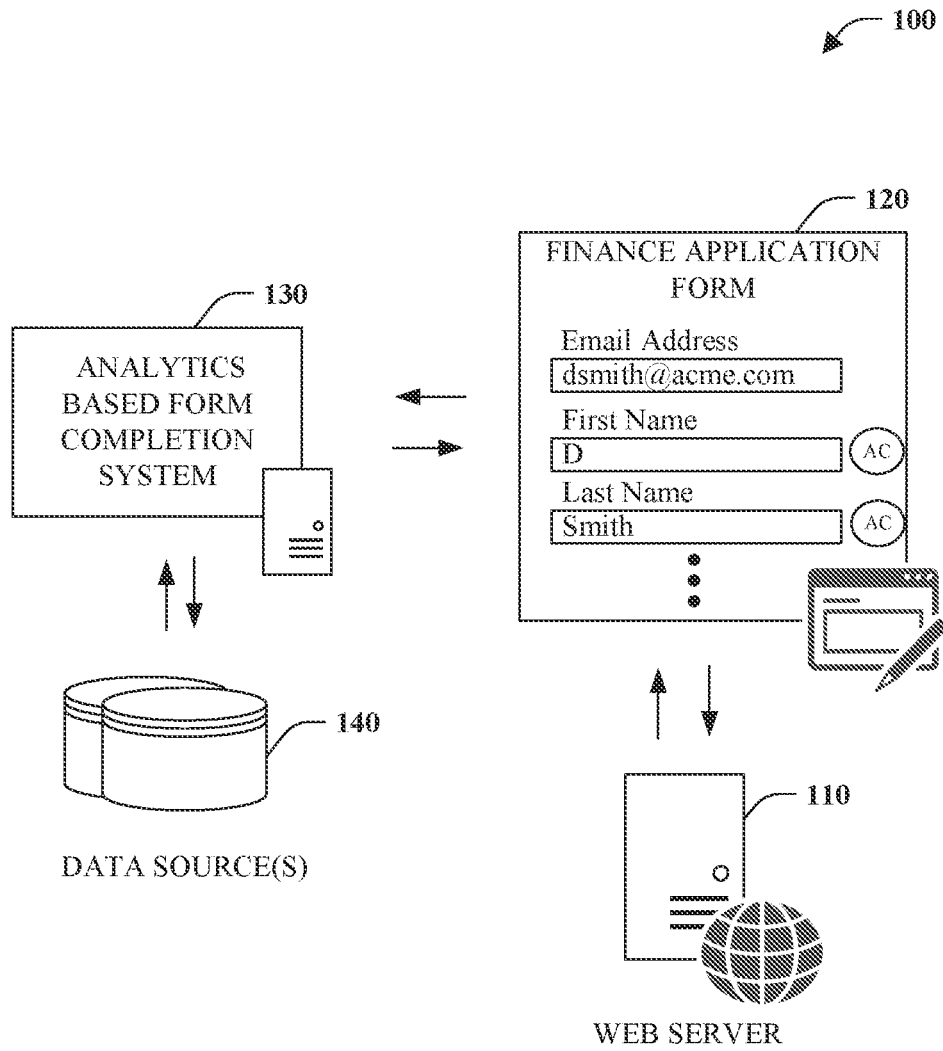 100
120
FINANCE APPLICATION
FORM
Email Address
dsmith@acme.com
First Name
D
AC
Last Name
Smith
AC
130
ANALYTICS
BASED FORM
COMPLETION
SYSTEM
140
DATA SOURCE(S)
110
WEB SERVER